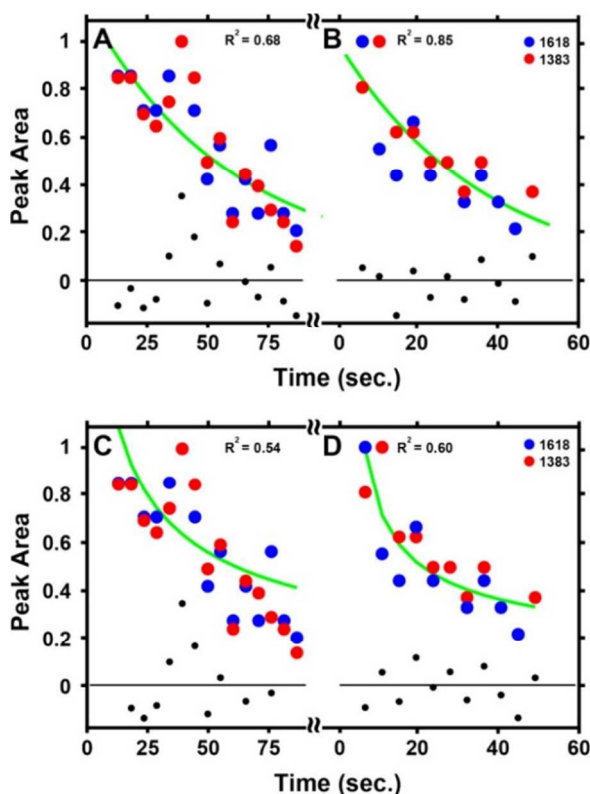 A
R² = 0.68
B
R² = 0.85
1618
1383
Peak Area
1
0.8
0.6
0.4
0.2
0
0 25 50 75 0 20 40 60
Time (sec.)
C
R² = 0.54
D
R² = 0.60
1618
1383
Peak Area
1
0.8
0.6
0.4
0.2
0
0 25 50 75 0 20 40 60
Time (sec.)